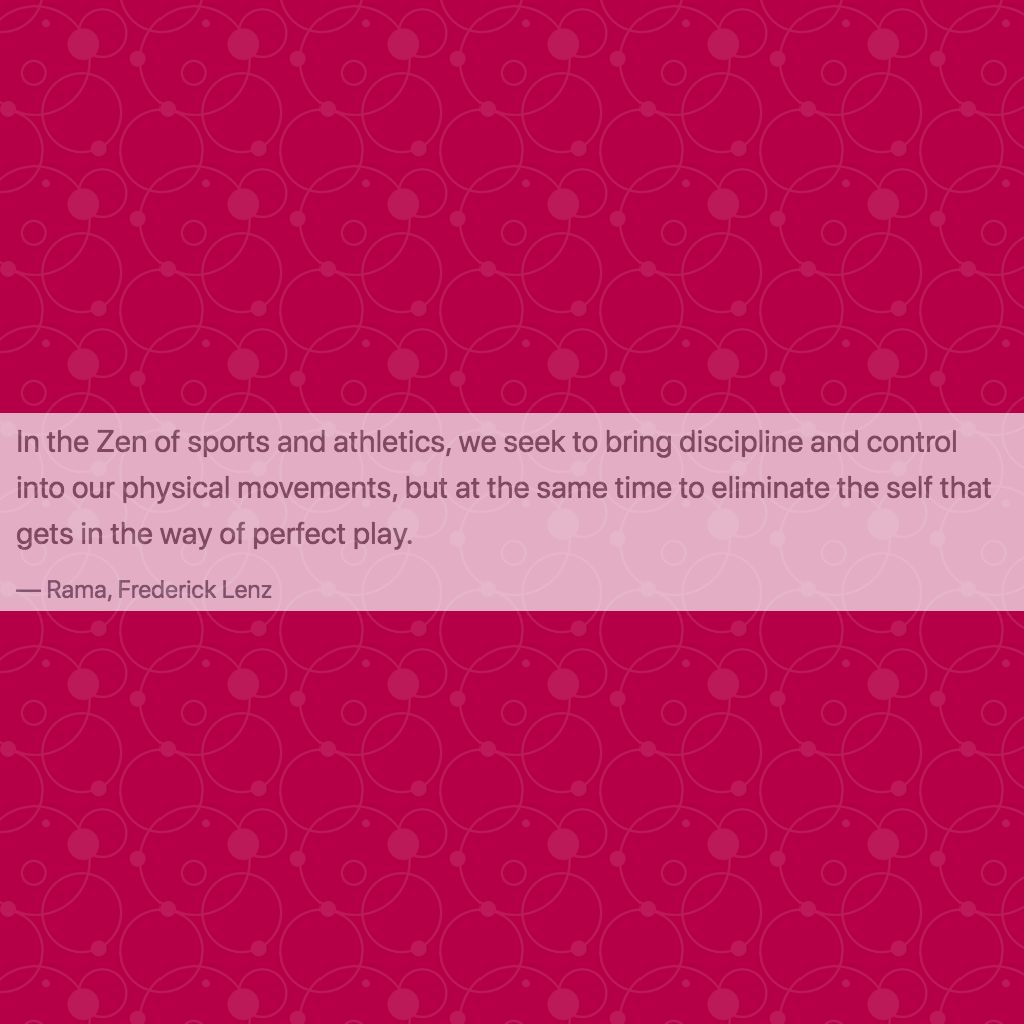 In the Zen of sports and athletics, we seek to bring discipline and control
into our physical movements, but at the same time to eliminate the self that
gets in the way of perfect play.
— Rama, Frederick Lenz